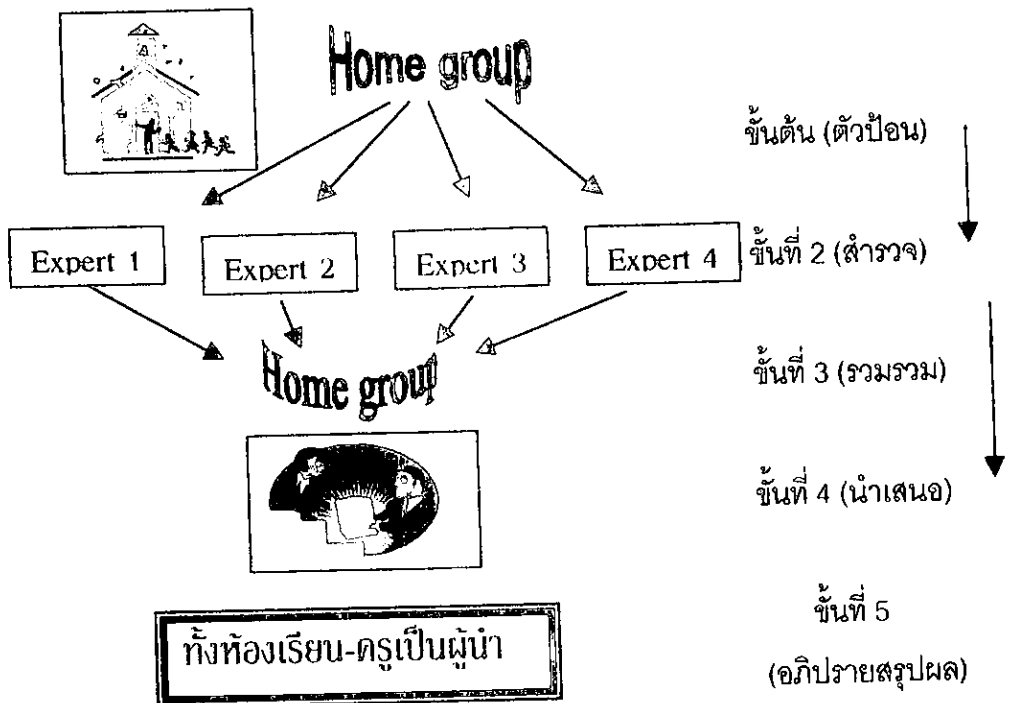 Home group
ขั้นต้น (ตัวป้อน)
Expert 1
Expert 2
Expert 3
Expert 4
ขั้นที่ 2 (สำรวจ)
Home group
ขั้นที่ 3 (รวมรวม)
ขั้นที่ 4 (นำเสนอ)
ขั้นที่ 5
ทั้งห้องเรียน-ครูเป็นผู้นำ
(อภิปรายสรุปผล)